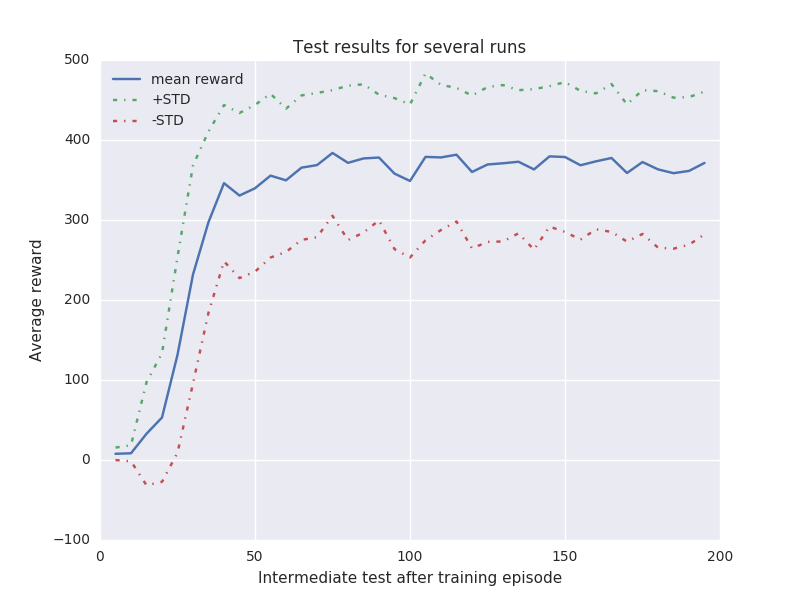 Test results for several runs
500
400
300
200
100
0
−100
mean reward
+STD
-STD
Average reward
0
50
100
150
200
Intermediate test after training episode